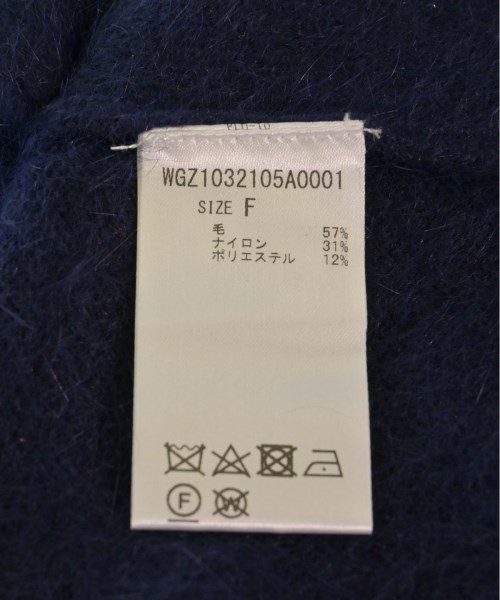 WGZ1032105A0001
SIZE F
毛 57%
ナイロン 31%
ポリエステル 12%
F
W